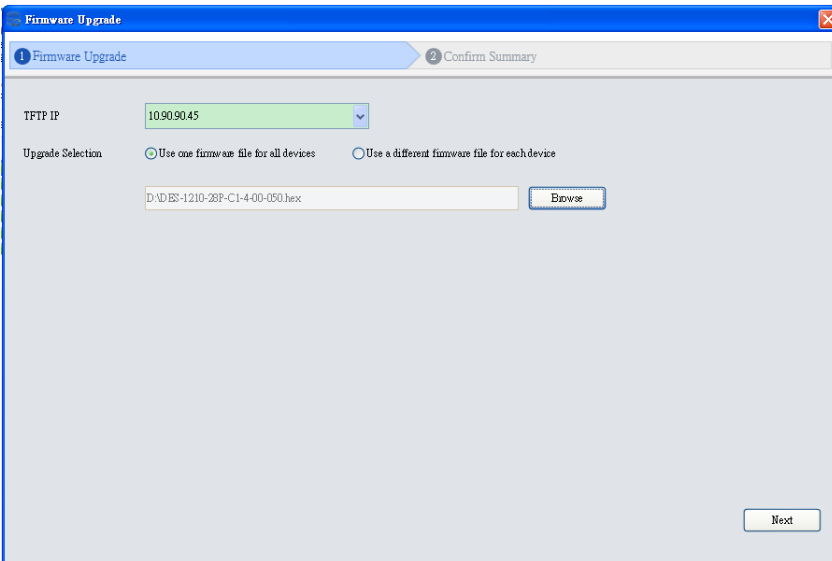 Firmware Upgrade
1 Firmware Upgrade
2 Confirm Summary
TFTP IP 10.90.90.45
Upgrade Selection Use one firmware file for all devices Use a different firmware file for each device
D:\DES-1210-28P-C1-4-00-050.hex Browse
Next